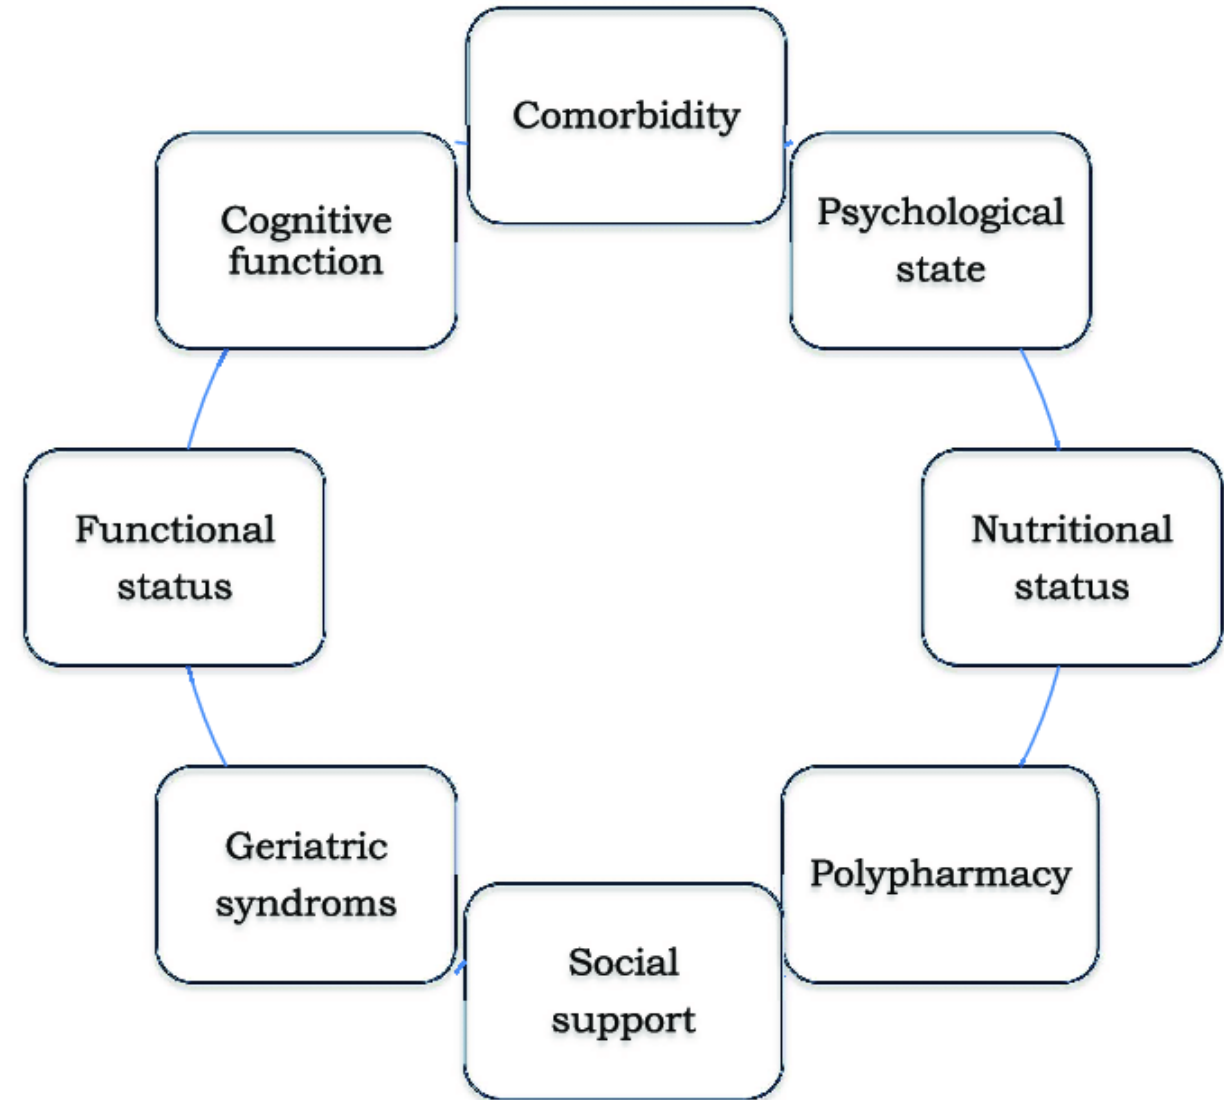 Comorbidity
Psychological
state
Nutritional
status
Polypharmacy
Social
support
Geriatric
syndroms
Functional
status
Cognitive
function